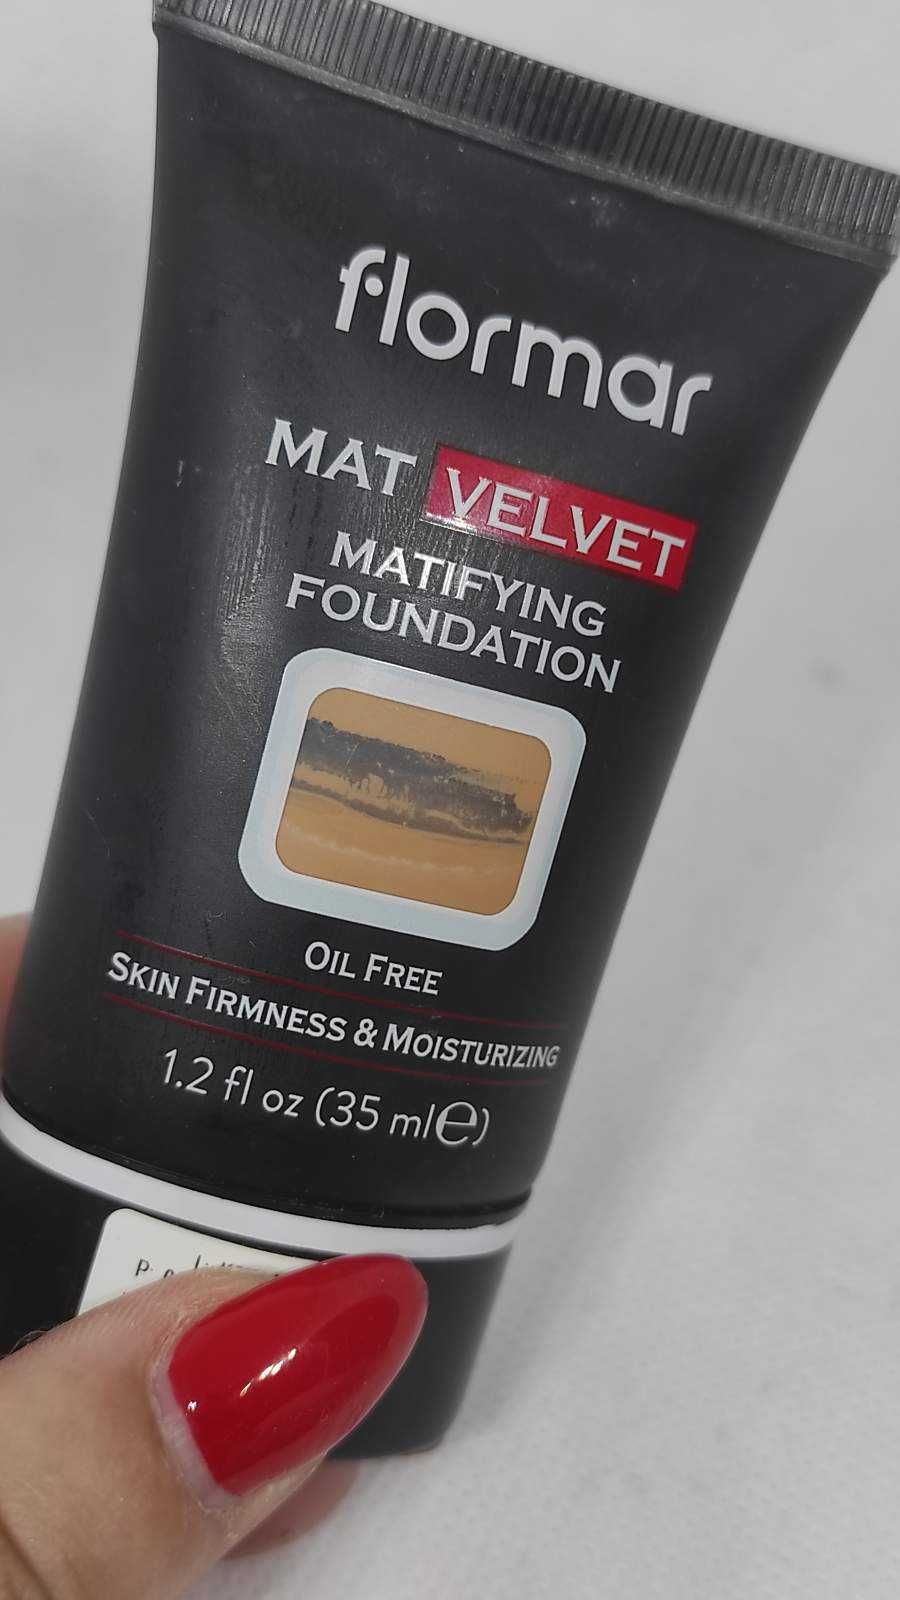 flormar
MAT VELVET
MATIFYING
FOUNDATION
OIL FREE
SKIN FIRMNESS & MOISTURIZING
1.2 fl oz (35 ml℮)